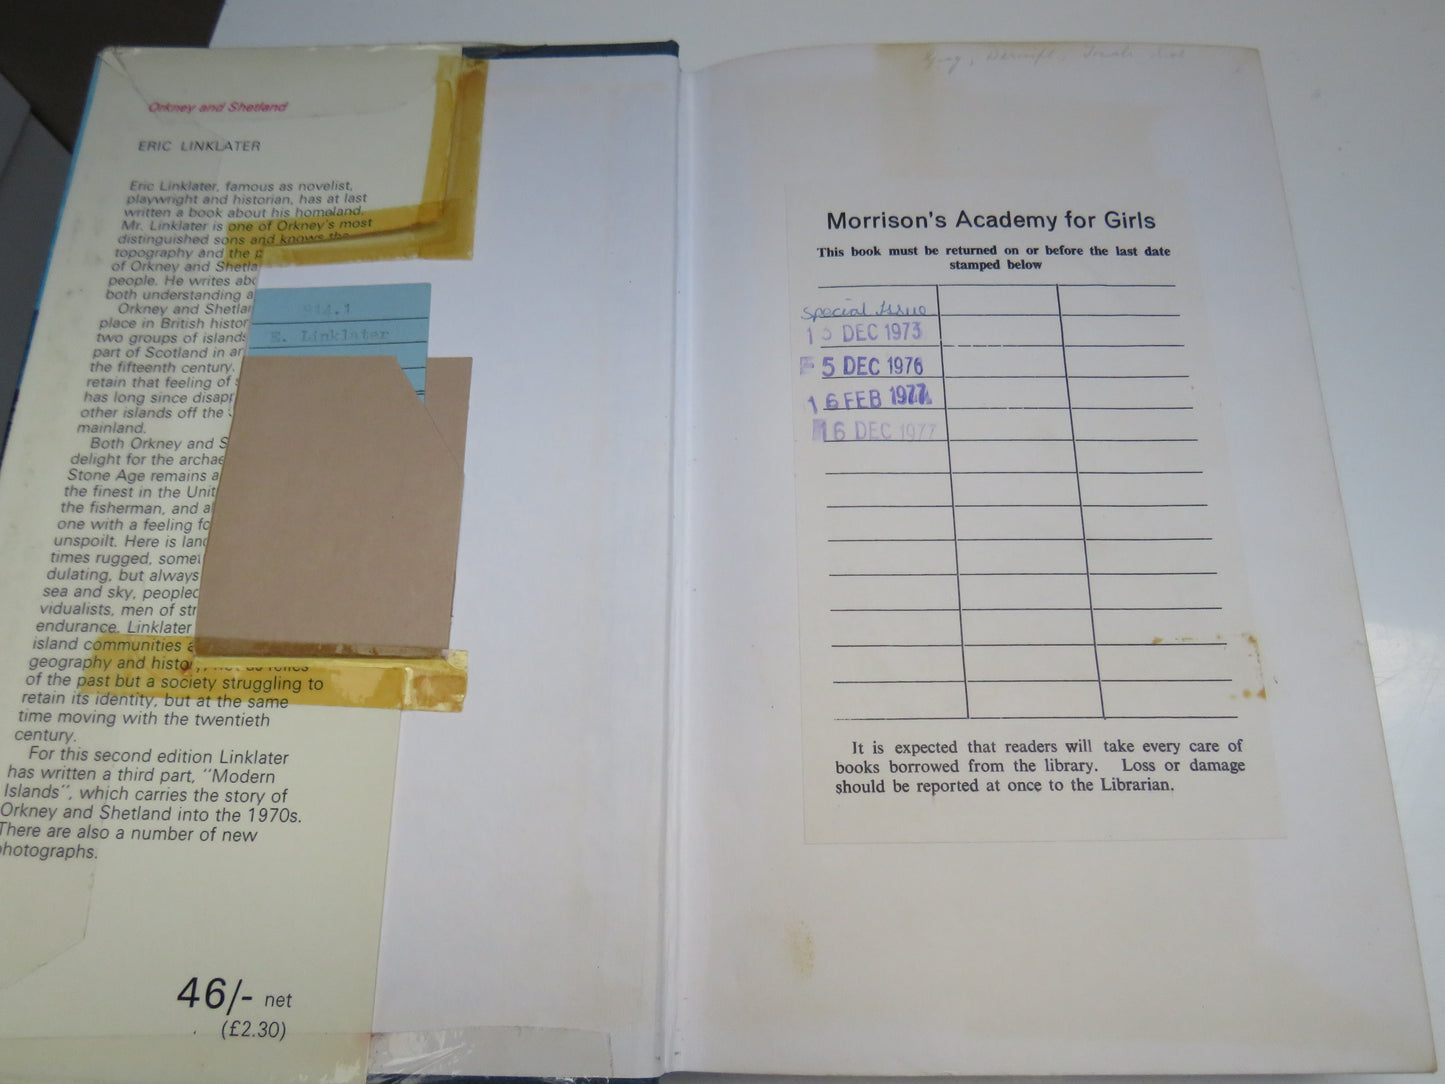 Orkney and Shetland
ERIC LINKLATER
Eric Linklater, famous as novelist,
playwright and historian, has at last
written a book about his homeland.
Mr. Linklater is one of Orkney's most
distinguished sons and knows the
topography and the
of Orkney and Shetla
people. He writes abo
both understanding a
Orkney and Shetlan
place in British histor
two groups of islands
part of Scotland in
the fifteenth century.
retain that feeling of
has long since disapp
other islands off the
mainland.
Both Orkney and S
delight for the archae
Stone Age remains a
the finest in the Unit
the fisherman, and a
one with a feeling fo
unspoilt. Here is land
times rugged, some
dulating, but always
sea and sky, peopled
vidualists, men of str
endurance. Linklater
island communities a
geography and history, not as relics
of the past but a society struggling to
retain its identity, but at the same
time moving with the twentieth
century.
For this second edition Linklater
has written a third part, "Modern
Islands", which carries the story of
Orkney and Shetland into the 1970s.
There are also a number of new
photographs.
46/- net
(£2.30)
914.1
E. Linklater
Morrison's Academy for Girls
This book must be returned on or before the last date
stamped below
Special Issue
DEC 1973
5 DEC 1976
16 FEB 1977
16 DEC 1977
It is expected that readers will take every care of
books borrowed from the library. Loss or damage
should be reported at once to the Librarian.